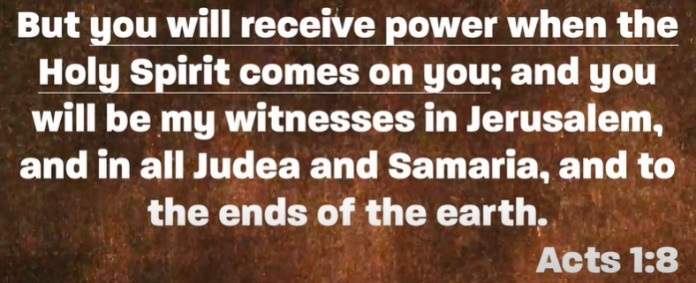 But you will receive power when the
Holy Spirit comes on you; and you
will be my witnesses in Jerusalem,
and in all Judea and Samaria, and to
the ends of the earth.
Acts 1:8